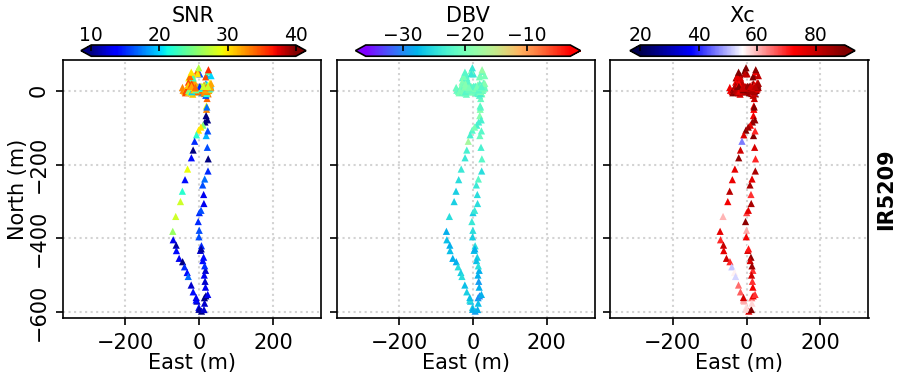 SNR DBV Xc
10 20 30 40 −30 −20 −10 20 40 60 80
North (m)
0
−200
−400
−600
IR5209
−200 0 200 −200 0 200 −200 0 200
East (m) East (m) East (m)